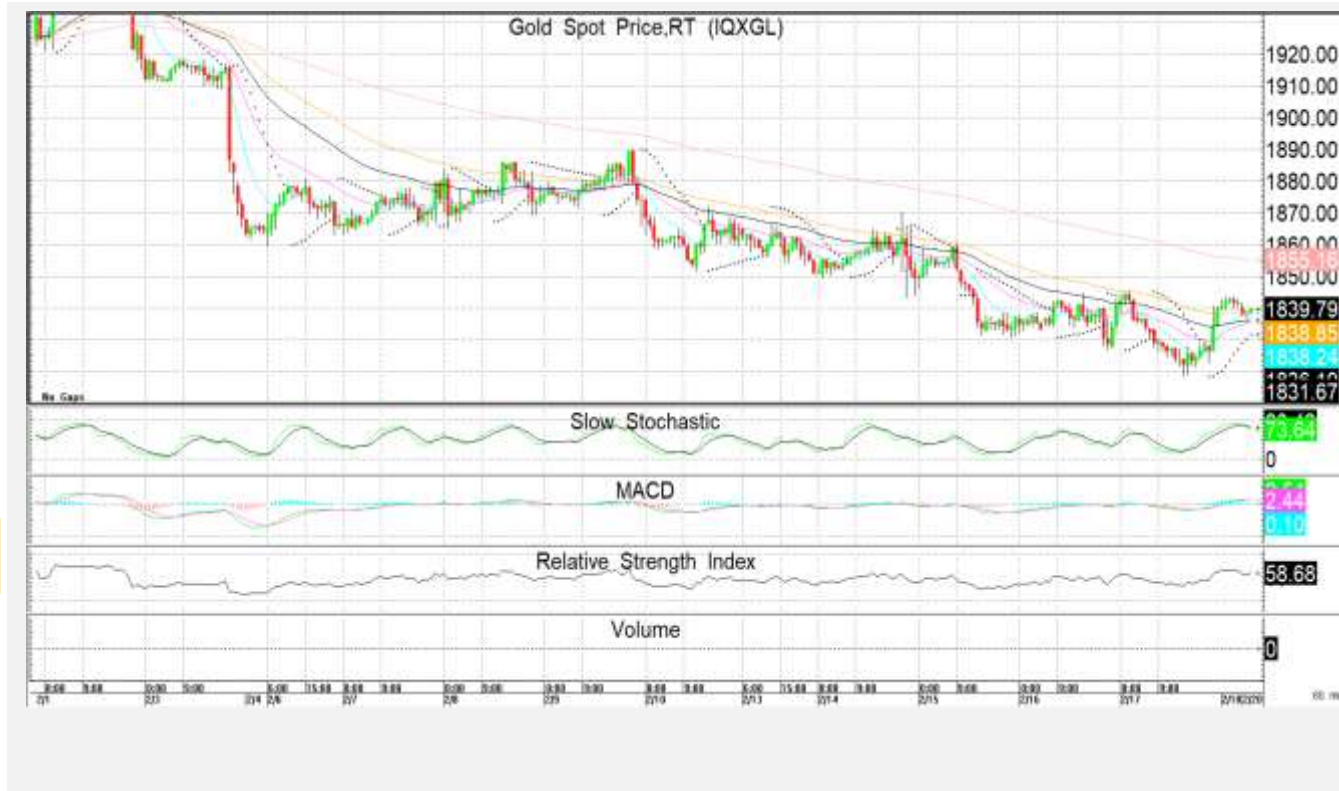 Gold Spot Price,RT (IQXGL)
1920.00
1910.00
1900.00
1890.00
1880.00
1870.00
1860.00
1855.16
1850.00
1839.79
1838.85
1838.24
1831.67
No Gaps
Slow Stochastic
73.64
0
MACD
2.44
0.10
Relative Strength Index
58.68
Volume
0
2/1 2/3 2/4 2/6 2/7 2/8 2/9 2/10 2/13 2/14 2/15 2/16 2/17